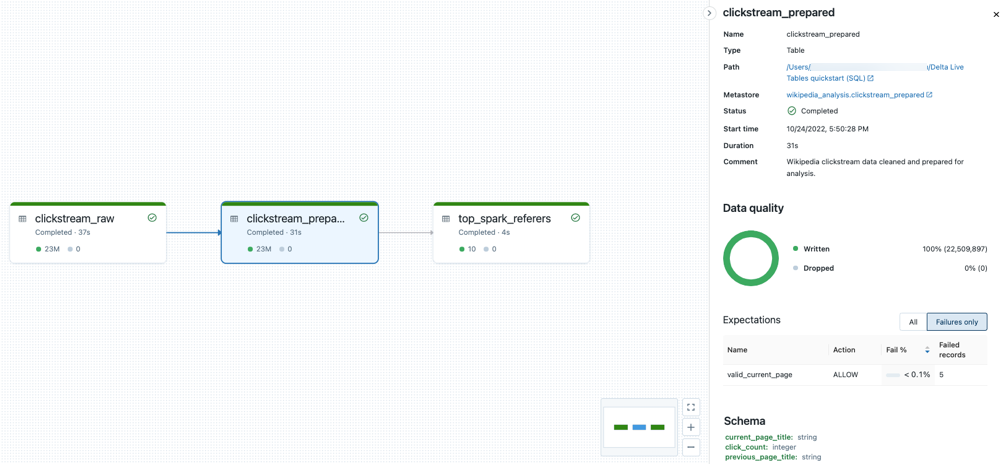 clickstream_raw
Completed · 37s
23M 0
clickstream_prepa...
Completed · 31s
23M 0
top_spark_referers
Completed · 4s
10 0
clickstream_prepared
Name clickstream_prepared
Type Table
Path /Users/ \/Delta Live
Tables quickstart (SQL)
Metastore wikipedia_analysis.clickstream_prepared
Status Completed
Start time 10/24/2022, 5:50:28 PM
Duration 31s
Comment Wikipedia clickstream data cleaned and prepared for
analysis.
Data quality
Written 100% (22,509,897)
Dropped 0% (0)
Expectations All Failures only
Name Action Fail % Failed
records
valid_current_page ALLOW < 0.1% 5
Schema
current_page_title: string
click_count: integer
previous_page_title: string